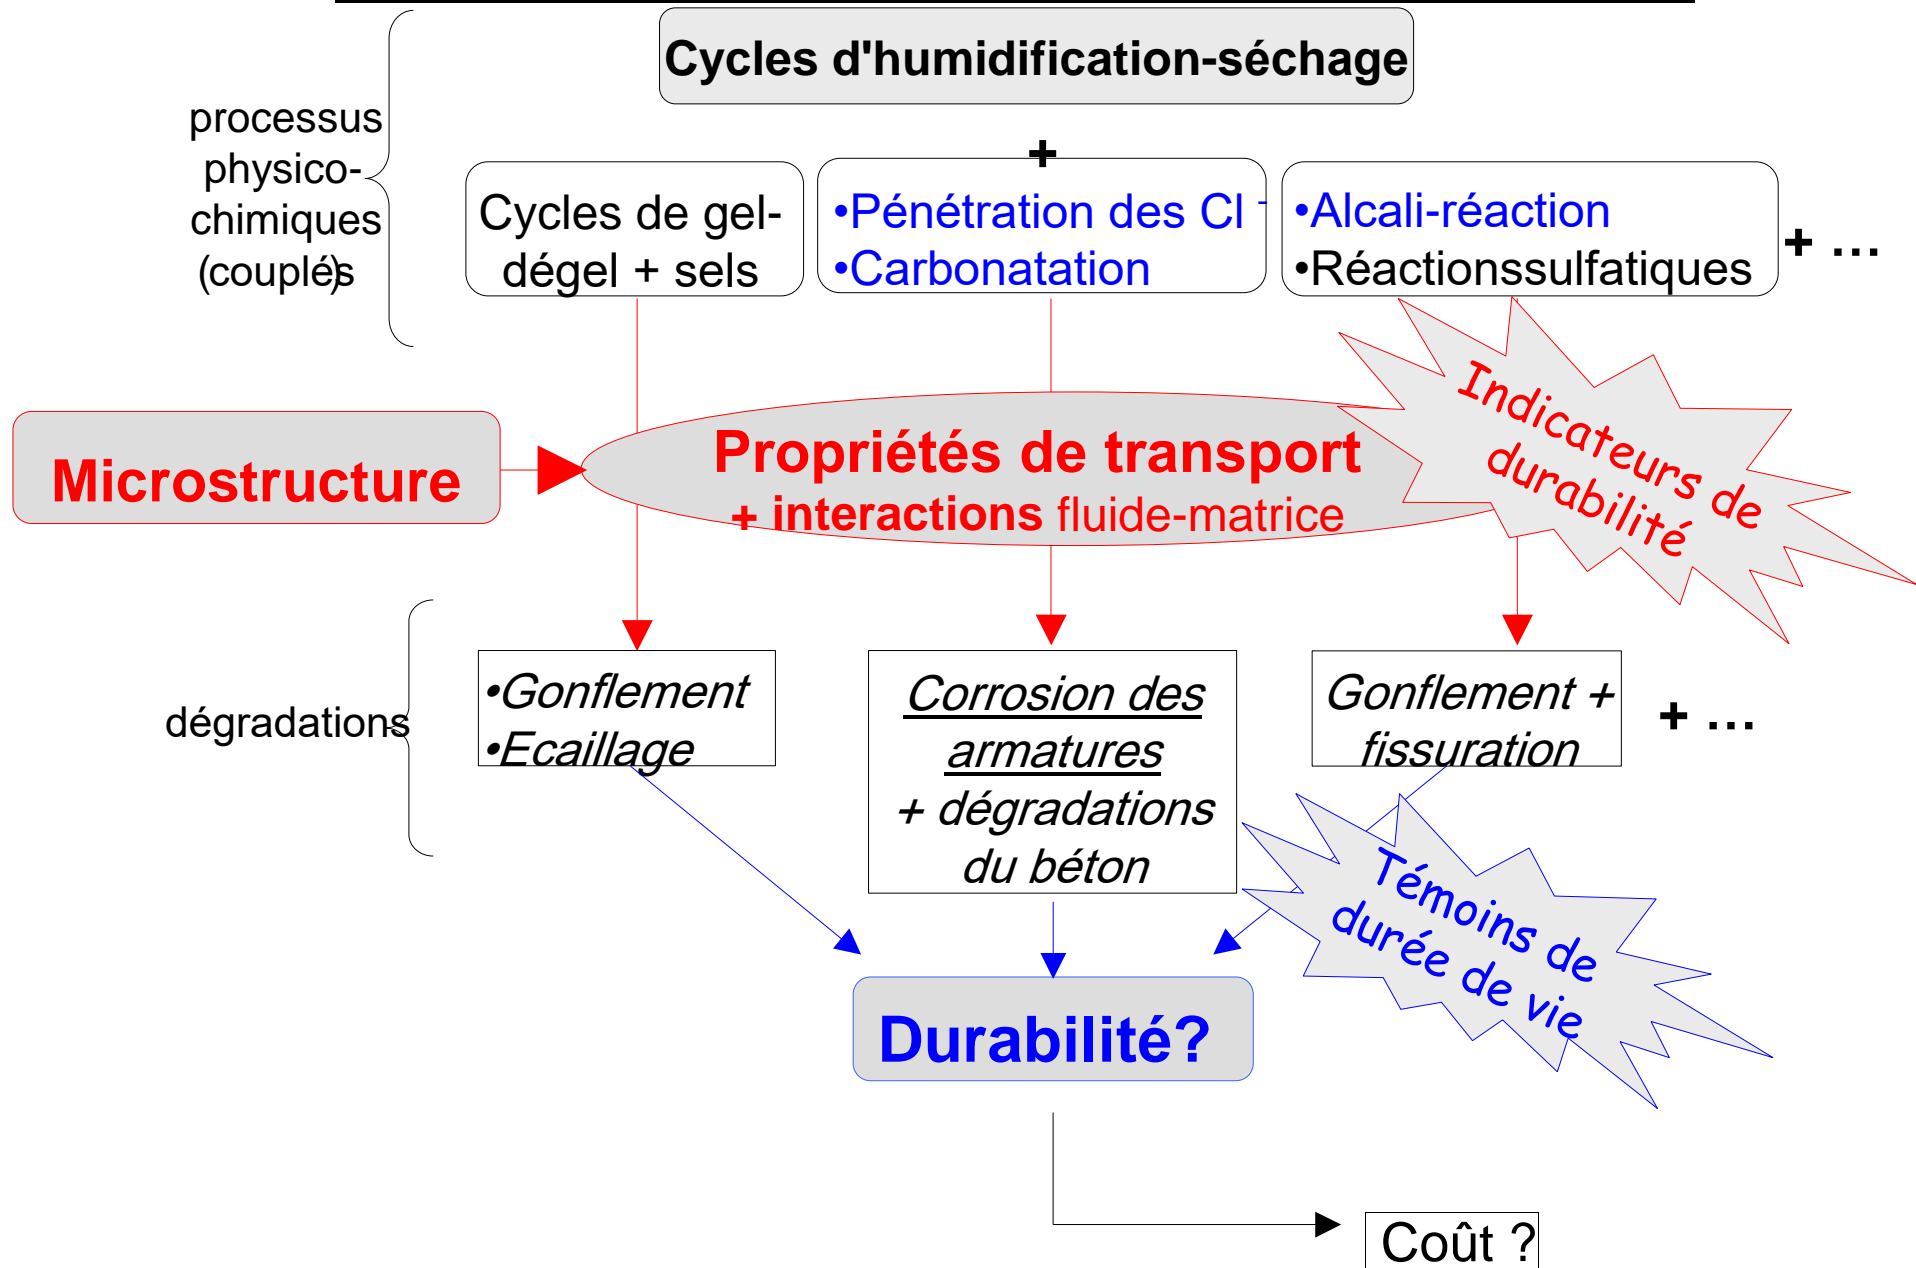 Cycles d'humidification-séchage
processus
physico-
chimiques
(couplés)
+
Cycles de gel-
dégel + sels
•Pénétration des Cl -
•Carbonatation
•Alcali-réaction
•Réactionssulfatiques
+ ...
Microstructure
Propriétés de transport
+ interactions fluide-matrice
Indicateurs de
durabilité
dégradations
•Gonflement
•Ecaillage
Corrosion des
armatures
+ dégradations
du béton
Gonflement +
fissuration
+ ...
Témoins de
durée de vie
Durabilité?
Coût ?